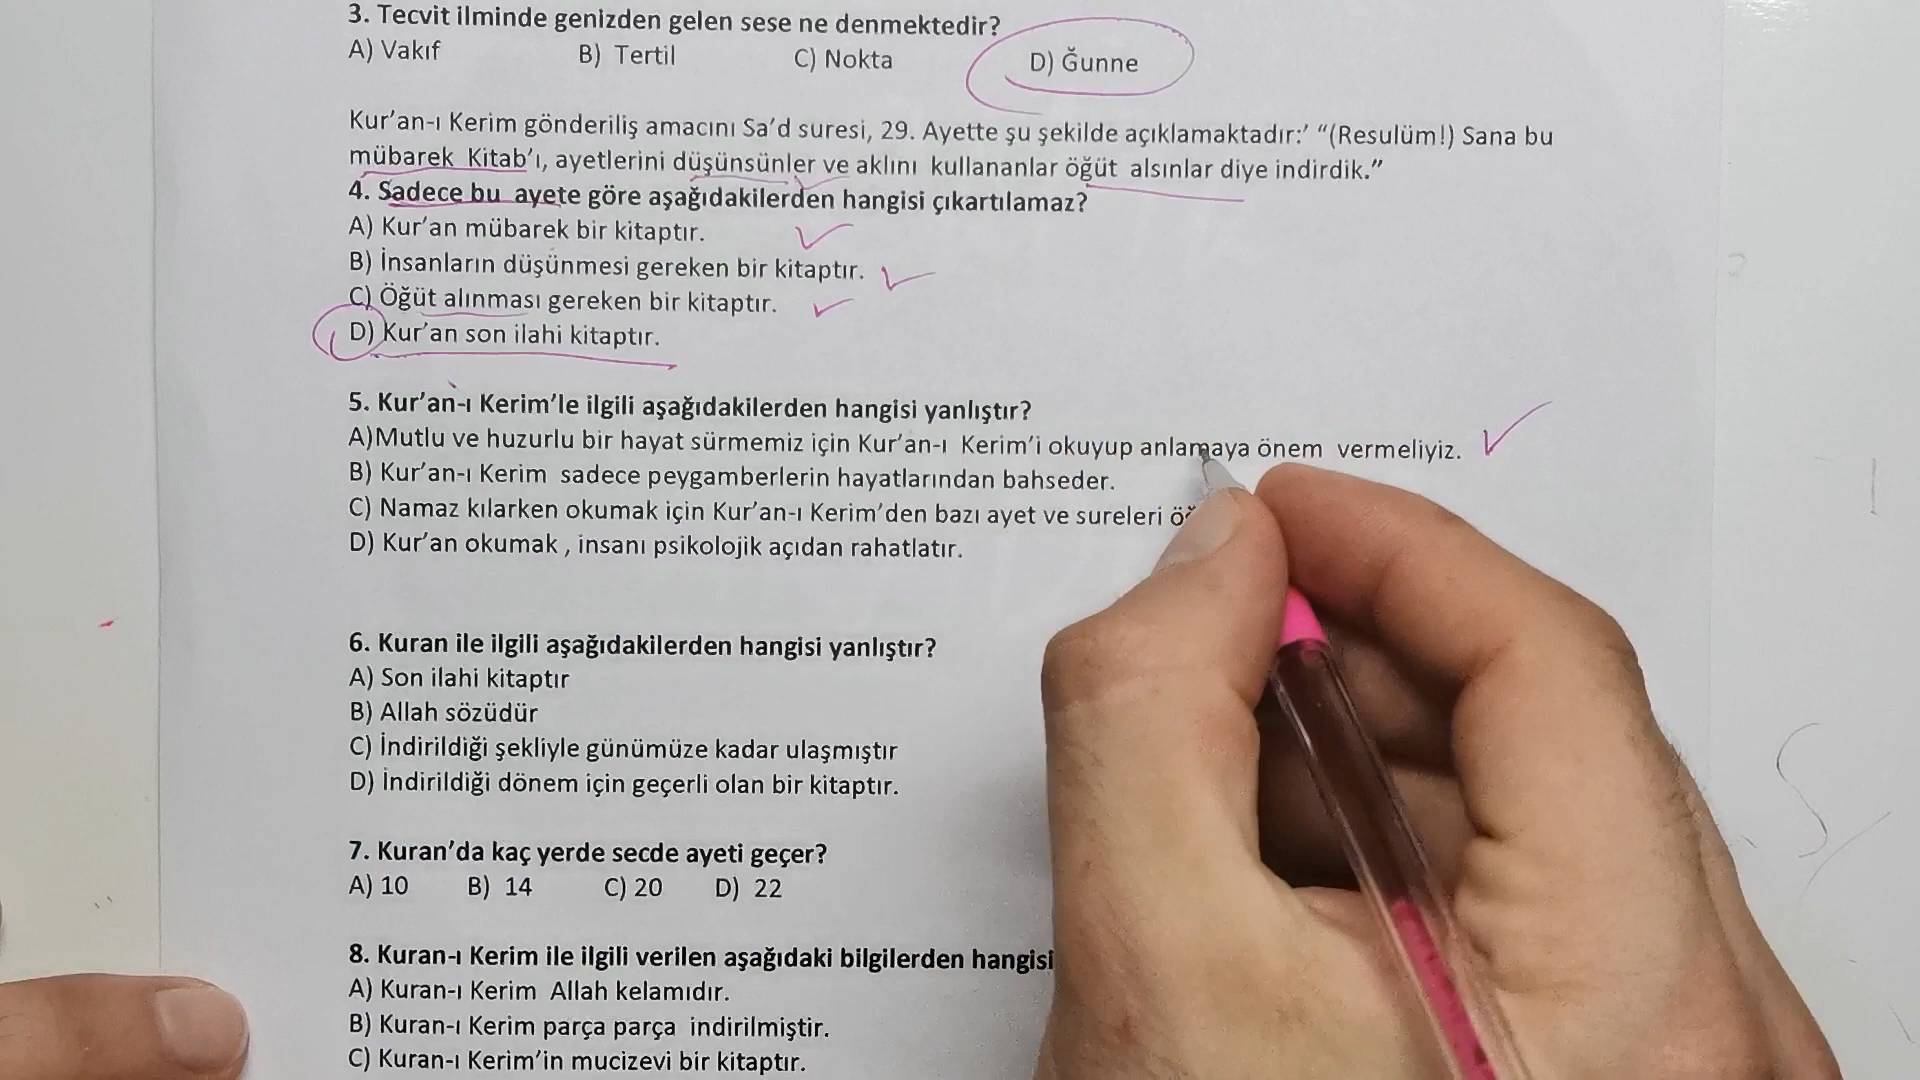 3. Tecvit ilminde genizden gelen sese ne denmektedir?
A) Vakıf B) Tertil C) Nokta D) Ğunne
Kur'an-ı Kerim gönderiliş amacını Sa'd suresi, 29. Ayette şu şekilde açıklamaktadır:' "(Resulüm!) Sana bu
mübarek Kitab'ı, ayetlerini düşünsünler ve aklını kullananlar öğüt alsınlar diye indirdik."
4. Sadece bu ayete göre aşağıdakilerden hangisi çıkartılamaz?
A) Kur'an mübarek bir kitaptır.
B) İnsanların düşünmesi gereken bir kitaptır.
C) Öğüt alınması gereken bir kitaptır.
D) Kur'an son ilahi kitaptır.
5. Kur'an-ı Kerim'le ilgili aşağıdakilerden hangisi yanlıştır?
A)Mutlu ve huzurlu bir hayat sürmemiz için Kur'an-ı Kerim'i okuyup anlamaya önem vermeliyiz.
B) Kur'an-ı Kerim sadece peygamberlerin hayatlarından bahseder.
C) Namaz kılarken okumak için Kur'an-ı Kerim'den bazı ayet ve sureleri
D) Kur'an okumak , insanı psikolojik açıdan rahatlatır.
6. Kuran ile ilgili aşağıdakilerden hangisi yanlıştır?
A) Son ilahi kitaptır
B) Allah sözüdür
C) İndirildiği şekliyle günümüze kadar ulaşmıştır
D) İndirildiği dönem için geçerli olan bir kitaptır.
7. Kuran'da kaç yerde secde ayeti geçer?
A) 10 B) 14 C) 20 D) 22
8. Kuran-ı Kerim ile ilgili verilen aşağıdaki bilgilerden hangisi
A) Kuran-ı Kerim Allah kelamıdır.
B) Kuran-ı Kerim parça parça indirilmiştir.
C) Kuran-ı Kerim'in mucizevi bir kitaptır.